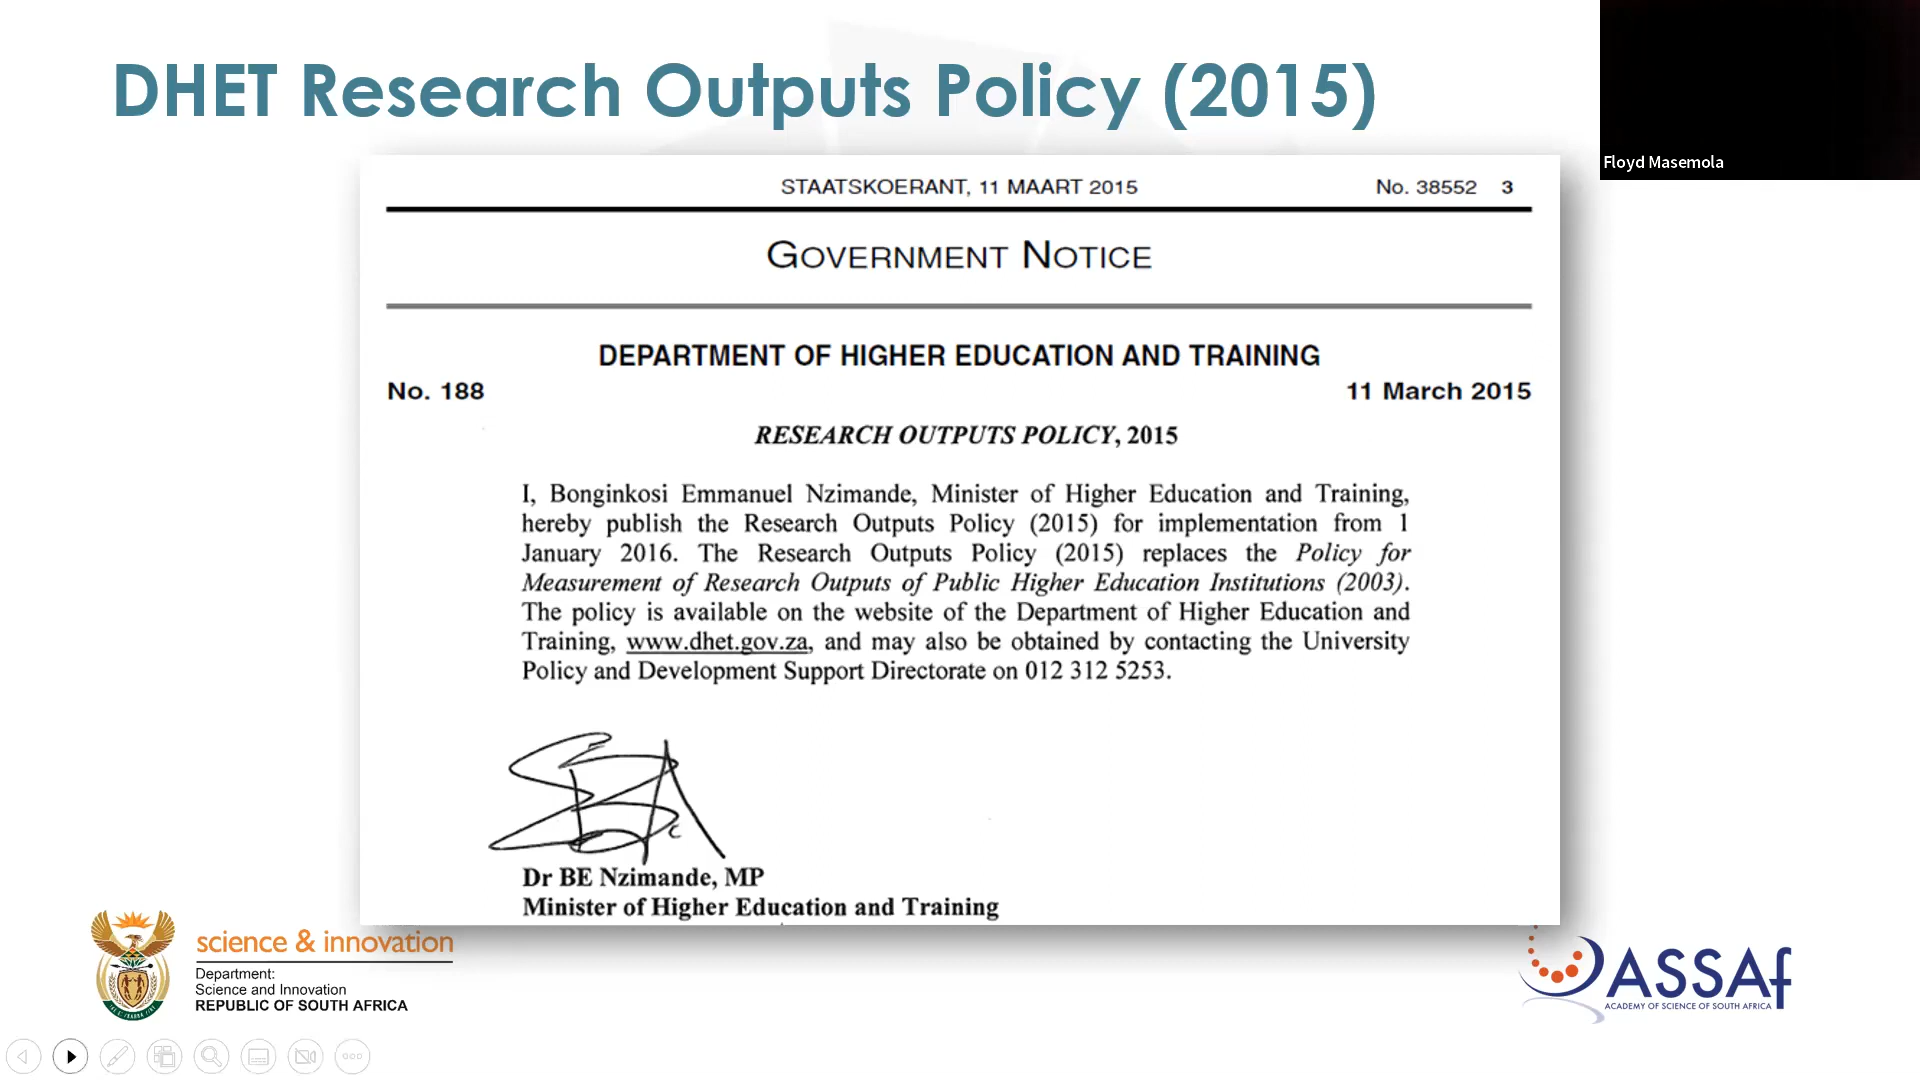 DHET Research Outputs Policy (2015)
Floyd Masemola
STAATSKOERANT, 11 MAART 2015
No. 38552 3
GOVERNMENT NOTICE
DEPARTMENT OF HIGHER EDUCATION AND TRAINING
No. 188
11 March 2015
RESEARCH OUTPUTS POLICY, 2015
I, Bonginkosi Emmanuel Nzimande, Minister of Higher Education and Training,
hereby publish the Research Outputs Policy (2015) for implementation from 1
January 2016. The Research Outputs Policy (2015) replaces the Policy for
Measurement of Research Outputs of Public Higher Education Institutions (2003).
The policy is available on the website of the Department of Higher Education and
Training, www.dhet.gov.za, and may also be obtained by contacting the University
Policy and Development Support Directorate on 012 312 5253.
Dr BE Nzimande, MP
Minister of Higher Education and Training
science & innovation
Department:
Science and Innovation
REPUBLIC OF SOUTH AFRICA
ASSAf
ACADEMY OF SCIENCE OF SOUTH AFRICA